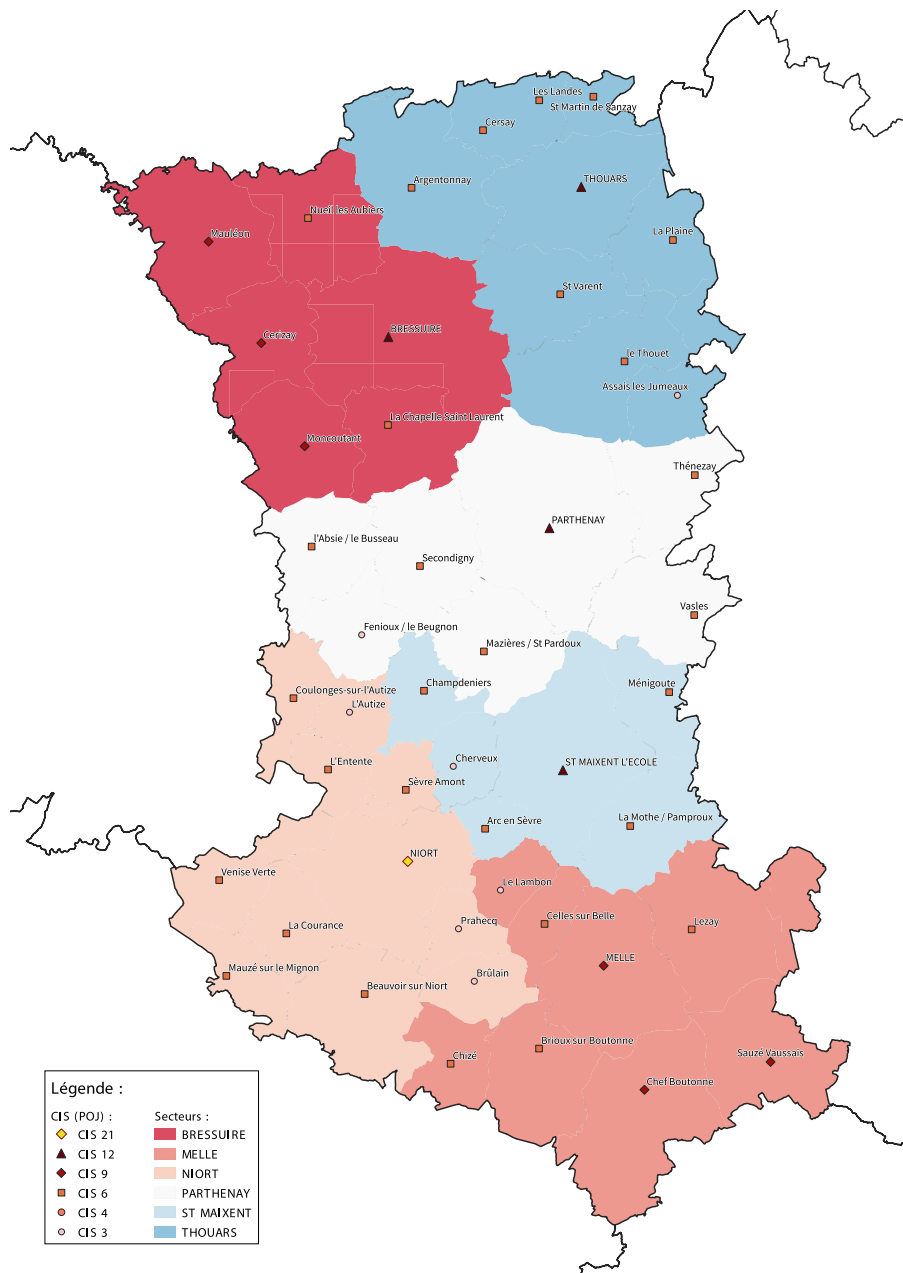 Les Landes
St Martin de Sanzay
Cersay
THOUARS
Argentonnay
Nueil les Aubiers
La Plaine
Mauléon
St Varent
BRESSUIRE
Cerizay
le Thouet
Assais les Jumeaux
La Chapelle Saint Laurent
Moncoutant
Thénezay
PARTHENAY
l'Absie / le Busseau
Secondigny
Vasles
Fenioux / le Beugnon
Mazières / St Pardoux
Champdeniers
Ménigoute
Coulonges-sur-l'Autize
L'Autize
Cherveux
L'Entente
ST MAIXENT L'ECOLE
Sèvre Amont
Arc en Sèvre
La Mothe / Pamproux
NIORT
Venise Verte
Le Lambon
Celles sur Belle
Lezay
Prahecq
La Courance
MELLE
Mauzé sur le Mignon
Brûlain
Beauvoir sur Niort
Brioux sur Boutonne
Chizé
Sauzé Vaussais
Chef Boutonne
Légende :
CIS (POJ) :
CIS 21
CIS 12
CIS 9
CIS 6
CIS 4
CIS 3
Secteurs :
BRESSUIRE
MELLE
NIORT
PARTHENAY
ST MAIXENT
THOUARS